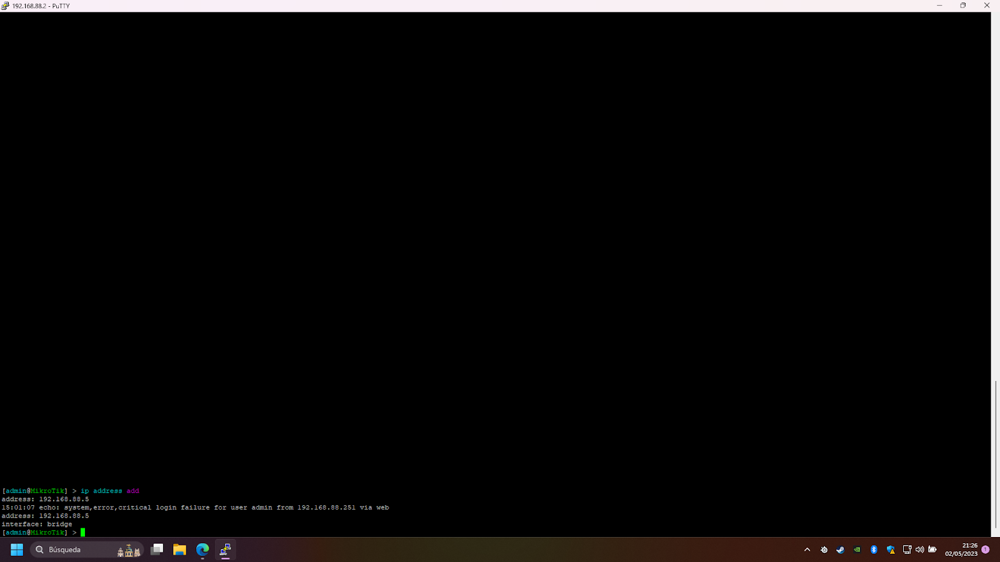 192.168.88.2 - PuTTY
[admin@MikroTik] > ip address add
address: 192.168.88.5
15:01:07 echo: system,error,critical login failure for user admin from 192.168.88.251 via web
address: 192.168.88.5
interface: bridge
[admin@MikroTik] >
Búsqueda
21:26
02/05/2023
1